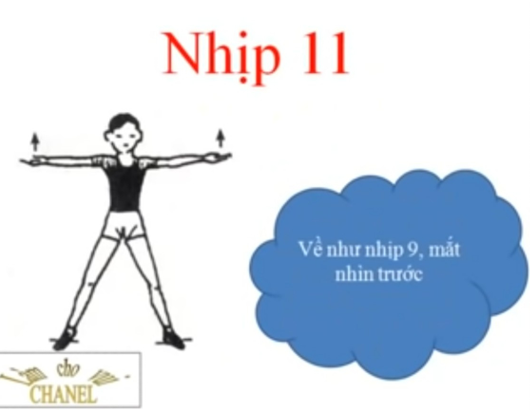 Nhịp 11
Về như nhịp 9, mắt
nhìn trước
cho
CHANEL